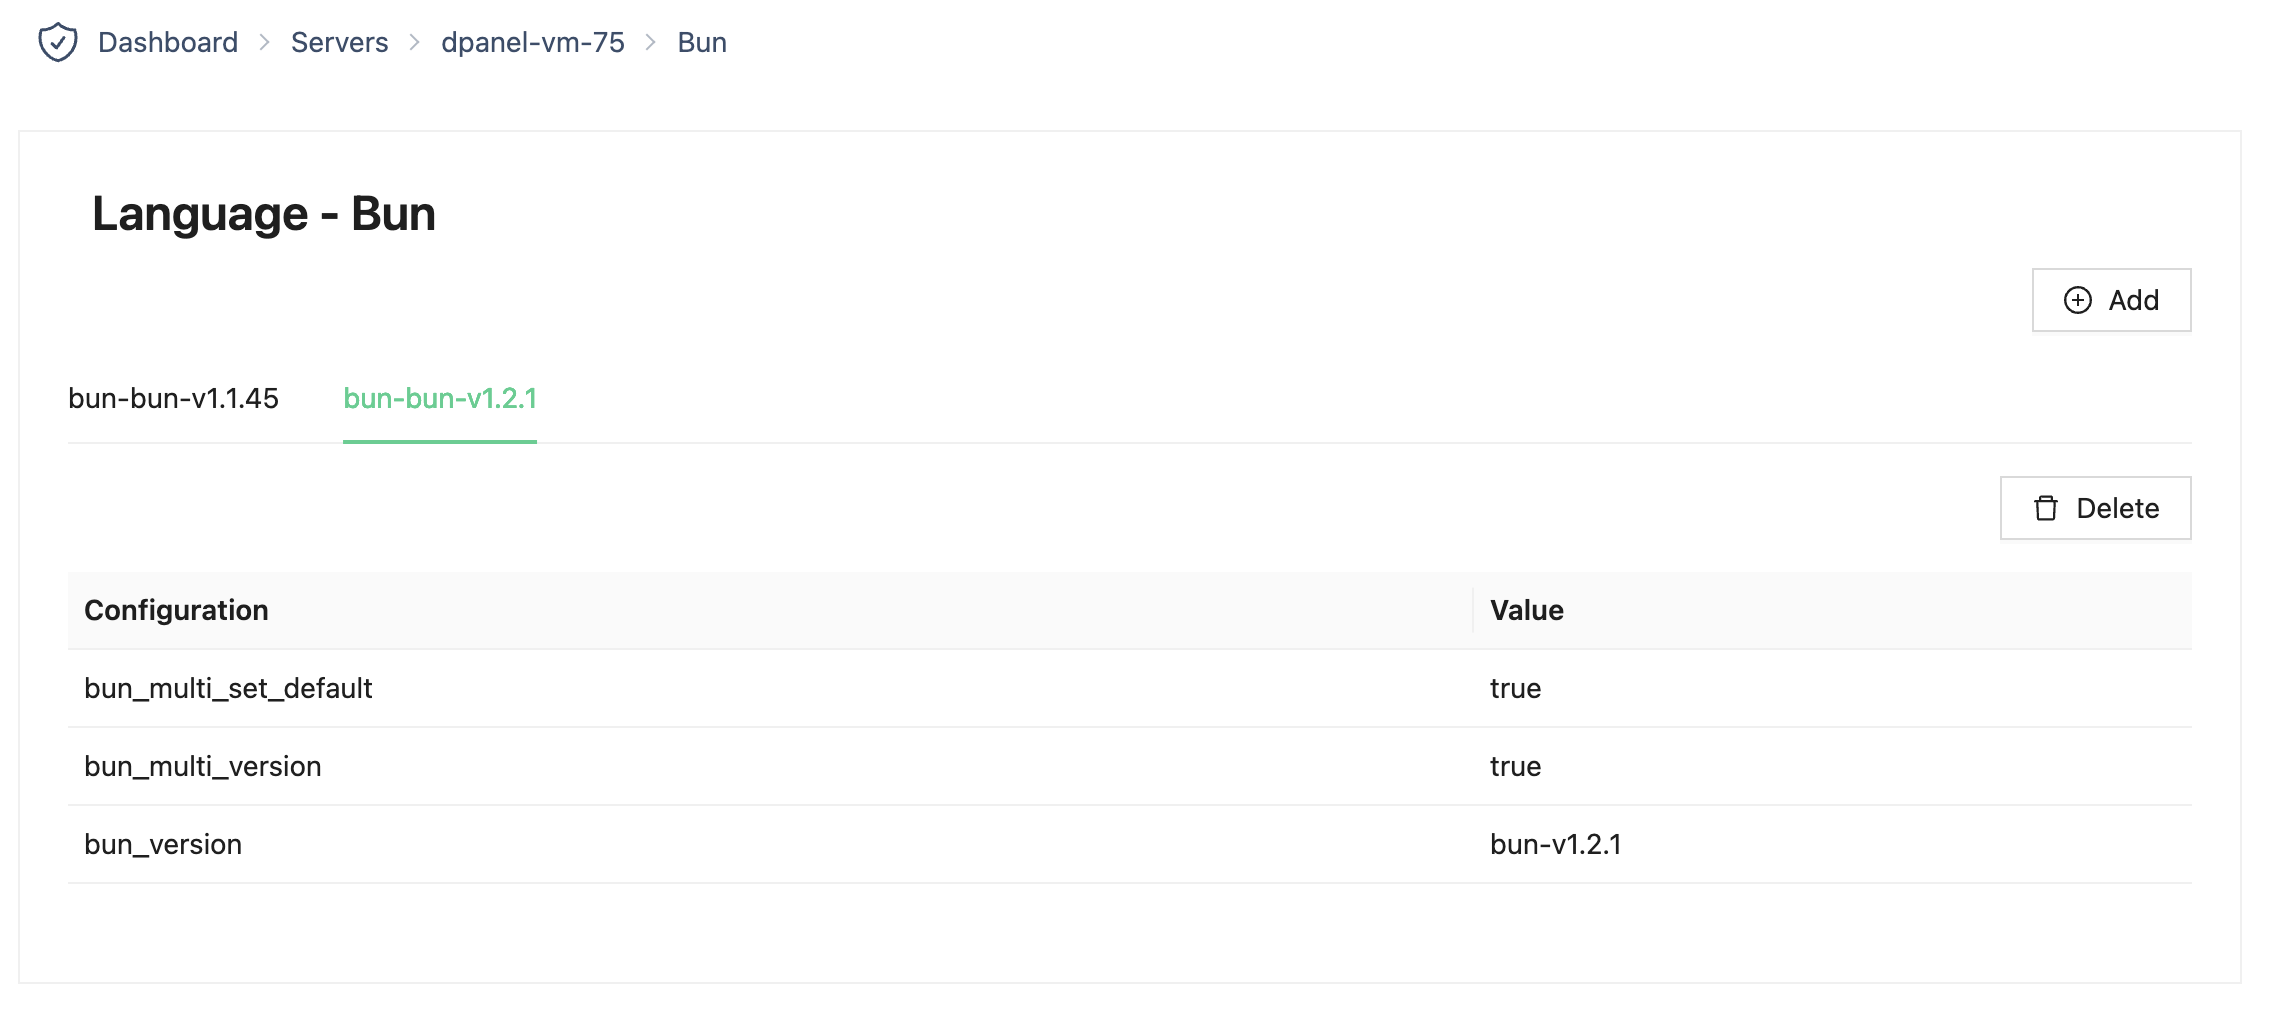 Dashboard > Servers > dpanel-vm-75 > Bun
Language - Bun
Add
bun-bun-v1.1.45 bun-bun-v1.2.1
Delete
Configuration Value
bun_multi_set_default true
bun_multi_version true
bun_version bun-v1.2.1